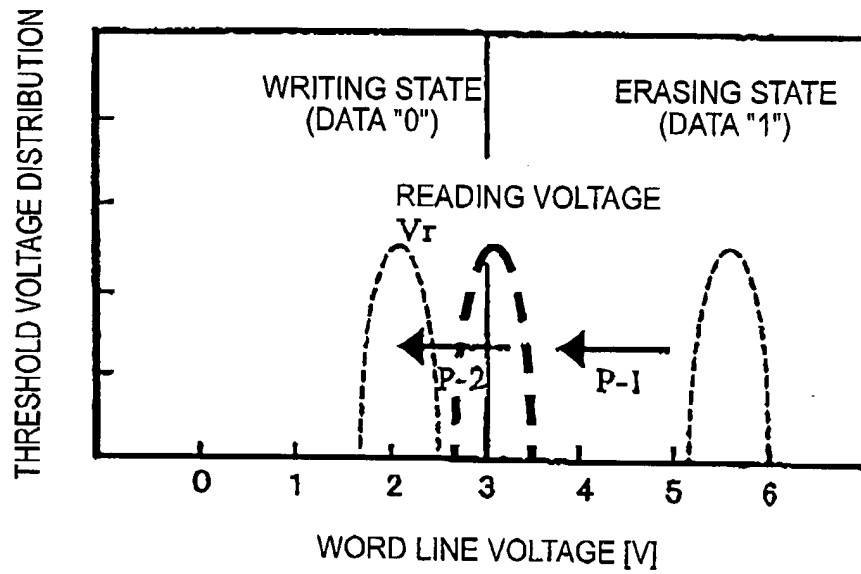 THRESHOLD VOLTAGE DISTRIBUTION
WRITING STATE
(DATA "0")
ERASING STATE
(DATA "1")
READING VOLTAGE
Vr
P-2
P-1
0 1 2 3 4 5 6
WORD LINE VOLTAGE [V]